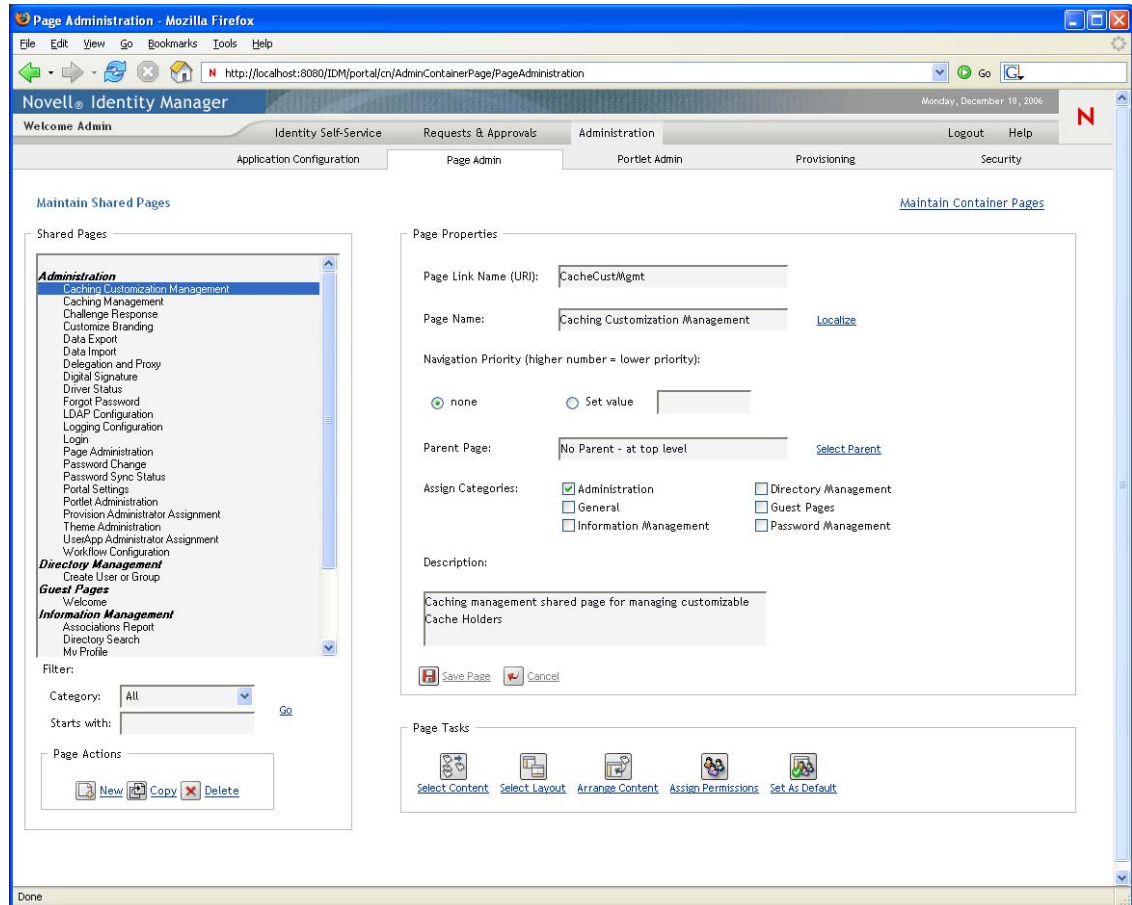 Page Administration - Mozilla Firefox
File Edit View Go Bookmarks Tools Help
N http://localhost:8080/IDM/portal/cn/AdminContainerPage/PageAdministration Go G
Novell® Identity Manager Monday, December 18, 2006
N
Welcome Admin Identity Self-Service Requests & Approvals Administration Logout Help
Application Configuration Page Admin Portlet Admin Provisioning Security
Maintain Shared Pages Maintain Container Pages
Shared Pages
Administration
Caching Customization Management
Caching Management
Challenge Response
Customize Branding
Data Export
Data Import
Delegation and Proxy
Digital Signature
Driver Status
Forgot Password
LDAP Configuration
Logging Configuration
Login
Page Administration
Password Change
Password Sync Status
Portal Settings
Portlet Administration
Provision Administrator Assignment
Theme Administration
UserApp Administrator Assignment
Workflow Configuration
Directory Management
Create User or Group
Guest Pages
Welcome
Information Management
Associations Report
Directory Search
My Profile
Filter:
Category: All
Go
Starts with:
Page Actions
New Copy Delete
Page Properties
Page Link Name (URI): CacheCustMgmt
Page Name: Caching Customization Management Localize
Navigation Priority (higher number = lower priority):
none Set value
Parent Page: No Parent - at top level Select Parent
Assign Categories: Administration Directory Management
General Guest Pages
Information Management Password Management
Description:
Caching management shared page for managing customizable
Cache Holders
Save Page Cancel
Page Tasks
Select Content Select Layout Arrange Content Assign Permissions Set As Default
Done